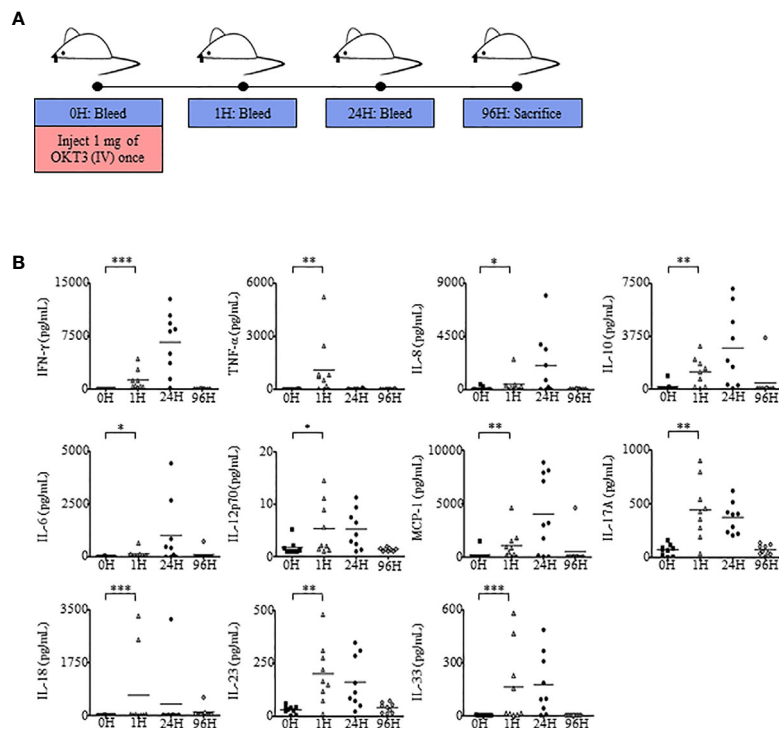 A
0H: Bleed
1H: Bleed
24H: Bleed
96H: Sacrifice
Inject 1 mg of
OKT3 (IV) once
B
***
15000
7500
0
IFN-γ (pg/mL)
0H 1H 24H 96H
**
6000
3000
0
TNF-α (pg/mL)
0H 1H 24H 96H
*
9000
4500
0
IL-8 (pg/mL)
0H 1H 24H 96H
**
7500
3750
0
IL-10 (pg/mL)
0H 1H 24H 96H
*
5000
2500
0
IL-6 (pg/mL)
0H 1H 24H 96H
*
20
10
0
IL-12p70 (pg/mL)
0H 1H 24H 96H
**
10000
5000
0
MCP-1 (pg/mL)
0H 1H 24H 96H
**
1000
500
0
IL-17A (pg/mL)
0H 1H 24H 96H
***
3500
1750
0
IL-18 (pg/mL)
0H 1H 24H 96H
**
500
250
0
IL-23 (pg/mL)
0H 1H 24H 96H
***
600
300
0
IL-33 (pg/mL)
0H 1H 24H 96H